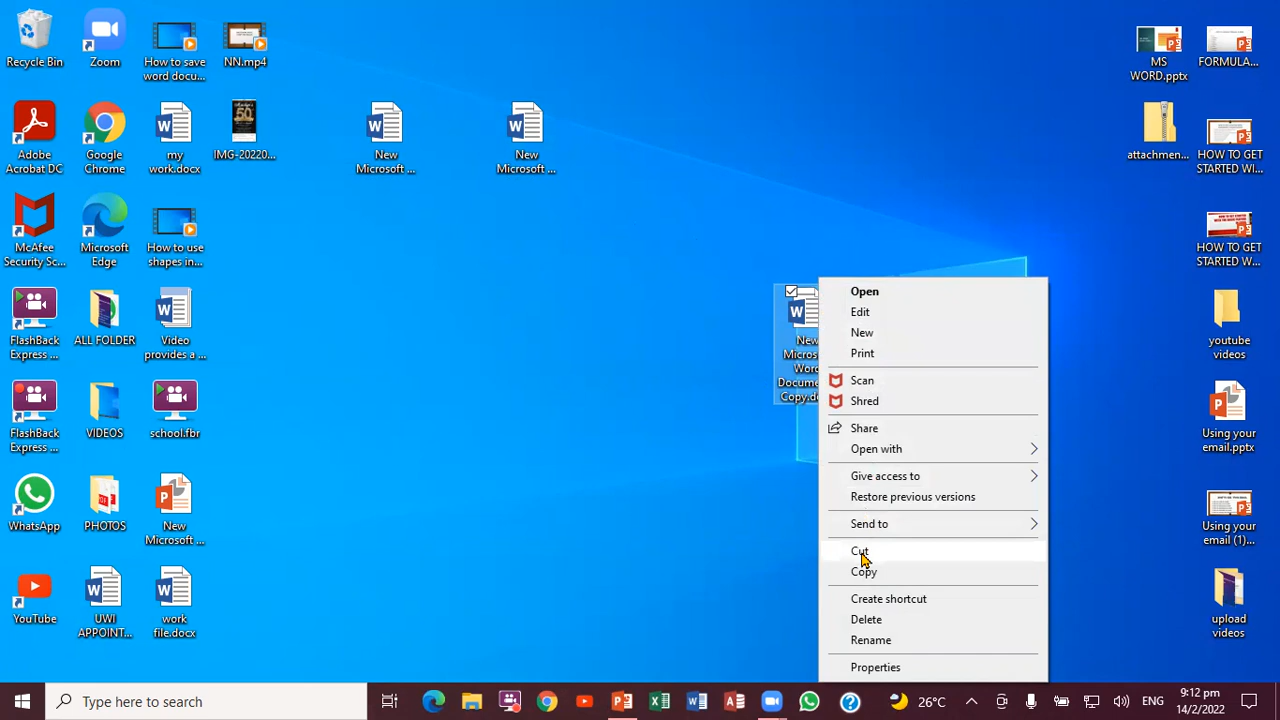 Recycle Bin
Zoom
How to save
word docu...
NN.mp4
MS
WORD.pptx
FORMULA...
Adobe
Acrobat DC
Google
Chrome
my
work.docx
IMG-20220...
New
Microsoft ...
New
Microsoft ...
attachmen...
HOW TO GET
STARTED WI...
McAfee
Security Sc...
Microsoft
Edge
How to use
shapes in...
HOW TO GET
STARTED W...
FlashBack
Express ...
ALL FOLDER
Video
provides a ...
New
Microsoft
Word
Docume
Copy.do
youtube
videos
FlashBack
Express ...
VIDEOS
school.fbr
Using your
email.pptx
WhatsApp
PHOTOS
New
Microsoft ...
Using your
email (1)...
YouTube
UWI
APPOINT...
work
file.docx
upload
videos
Open
Edit
New
Print
Scan
Shred
Share
Open with
Give access to
Restore previous versions
Send to
Cut
Copy
Create shortcut
Delete
Rename
Properties
Type here to search
26°C
ENG
9:12 pm
14/2/2022